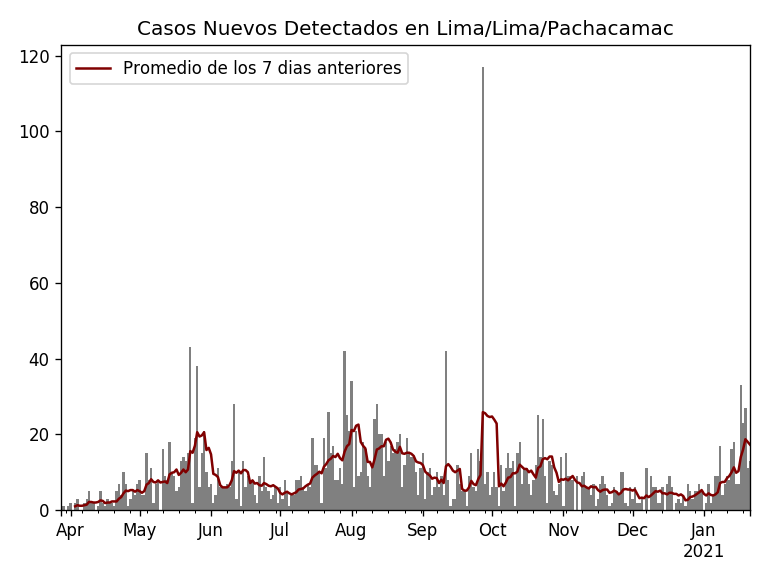 Casos Nuevos Detectados en Lima/Lima/Pachacamac
Promedio de los 7 dias anteriores
120
100
80
60
40
20
0
Apr May Jun Jul Aug Sep Oct Nov Dec Jan
2021